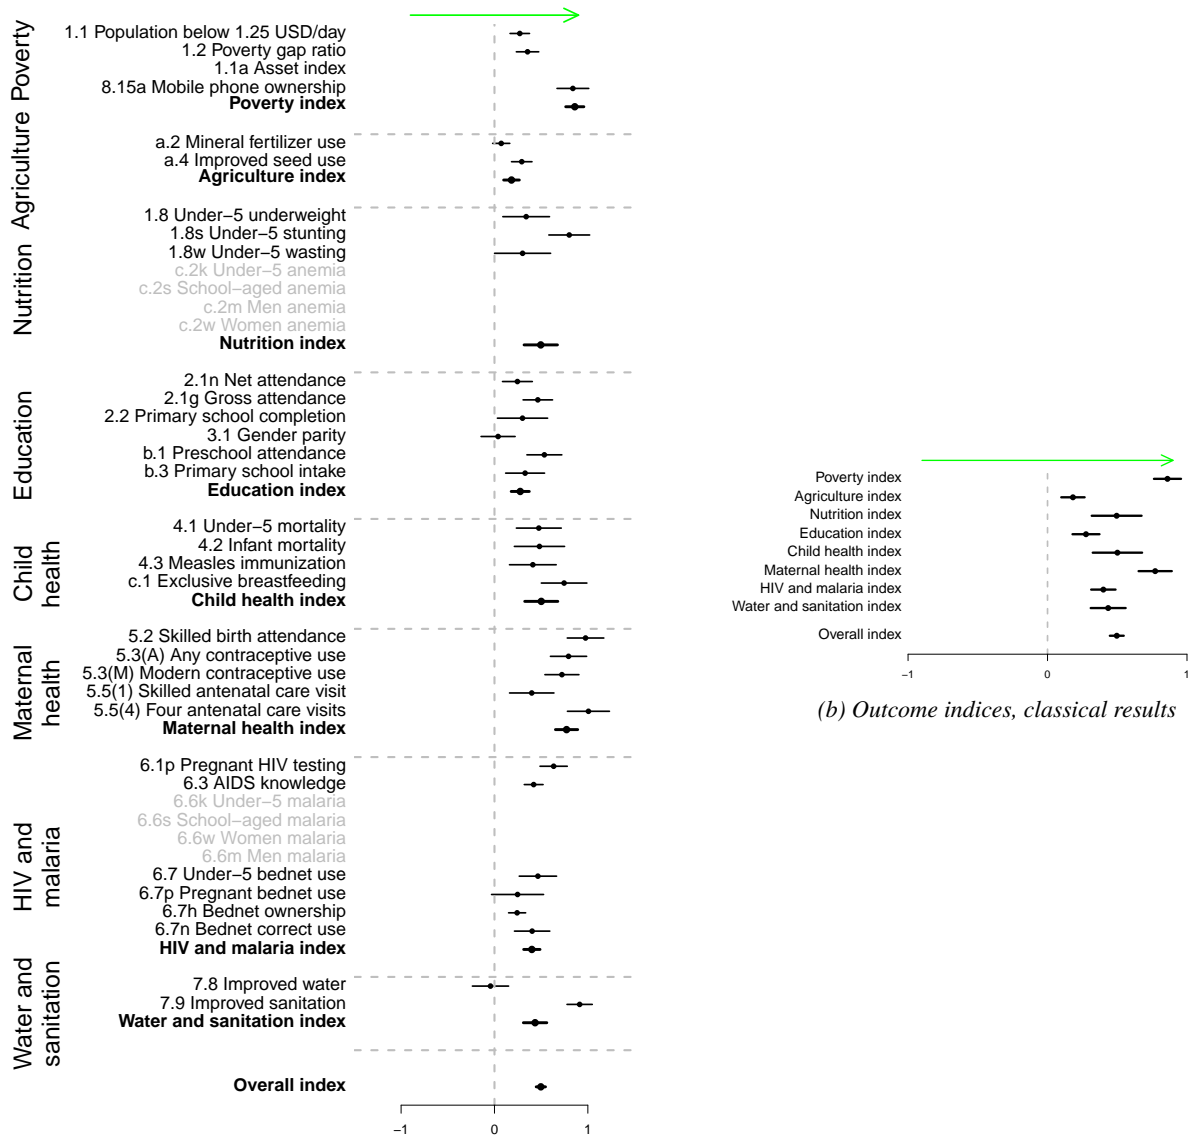 Poverty
1.1 Population below 1.25 USD/day
1.2 Poverty gap ratio
1.1a Asset index
8.15a Mobile phone ownership
Poverty index
Agriculture
a.2 Mineral fertilizer use
a.4 Improved seed use
Agriculture index
Nutrition
1.8 Under−5 underweight
1.8s Under−5 stunting
1.8w Under−5 wasting
c.2k Under−5 anemia
c.2s School−aged anemia
c.2m Men anemia
c.2w Women anemia
Nutrition index
Education
2.1n Net attendance
2.1g Gross attendance
2.2 Primary school completion
3.1 Gender parity
b.1 Preschool attendance
b.3 Primary school intake
Education index
Child
health
4.1 Under−5 mortality
4.2 Infant mortality
4.3 Measles immunization
c.1 Exclusive breastfeeding
Child health index
Maternal
health
5.2 Skilled birth attendance
5.3(A) Any contraceptive use
5.3(M) Modern contraceptive use
5.5(1) Skilled antenatal care visit
5.5(4) Four antenatal care visits
Maternal health index
HIV and
malaria
6.1p Pregnant HIV testing
6.3 AIDS knowledge
6.6k Under−5 malaria
6.6s School−aged malaria
6.6w Women malaria
6.6m Men malaria
6.7 Under−5 bednet use
6.7p Pregnant bednet use
6.7h Bednet ownership
6.7n Bednet correct use
HIV and malaria index
Water and
sanitation
7.8 Improved water
7.9 Improved sanitation
Water and sanitation index
Overall index
−1 0 1
Poverty index
Agriculture index
Nutrition index
Education index
Child health index
Maternal health index
HIV and malaria index
Water and sanitation index
Overall index
−1 0 1
(b) Outcome indices, classical results